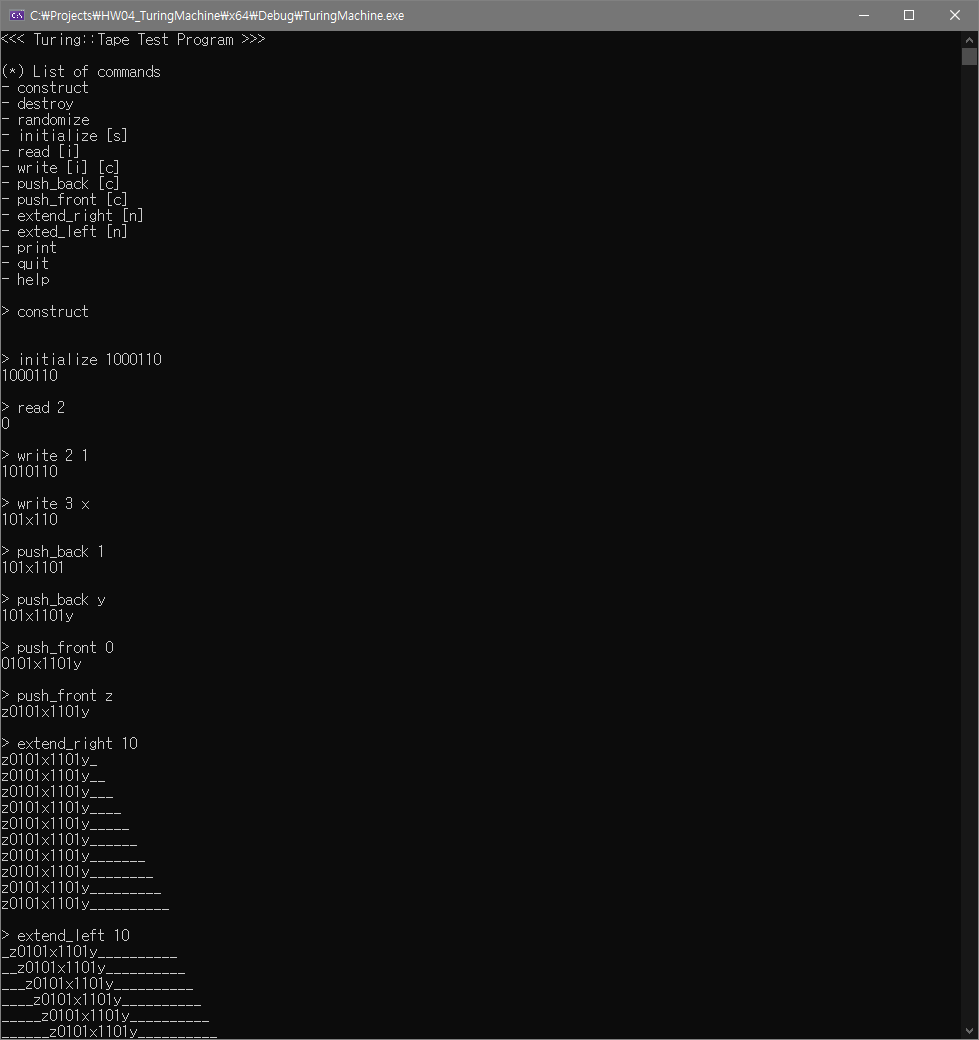 C:₩Projects₩HW04_TuringMachine₩x64₩Debug₩TuringMachine.exe
<<< Turing::Tape Test Program >>>
(*) List of commands
- construct
- destroy
- randomize
- initialize [s]
- read [i]
- write [i] [c]
- push_back [c]
- push_front [c]
- extend_right [n]
- exted_left [n]
- print
- quit
- help
> construct
> initialize 1000110
1000110
> read 2
0
> write 2 1
1010110
> write 3 x
101x110
> push_back 1
101x1101
> push_back y
101x1101y
> push_front 0
0101x1101y
> push_front z
z0101x1101y
> extend_right 10
z0101x1101y_
z0101x1101y__
z0101x1101y___
z0101x1101y____
z0101x1101y_____
z0101x1101y______
z0101x1101y_______
z0101x1101y________
z0101x1101y_________
z0101x1101y__________
> extend_left 10
_z0101x1101y__________
__z0101x1101y__________
___z0101x1101y__________
____z0101x1101y__________
_____z0101x1101y__________
______z0101x1101y__________